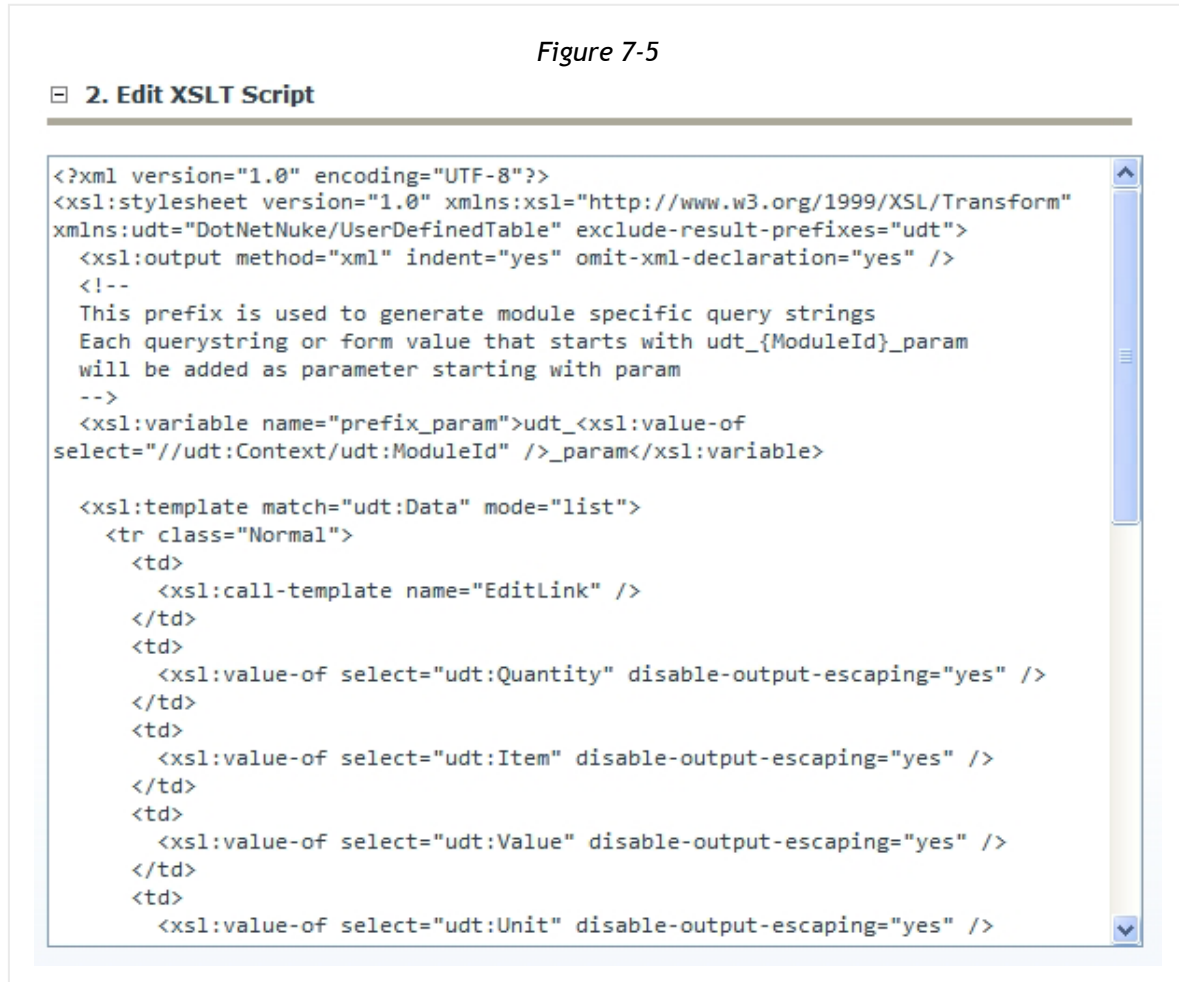 Figure 7-5
2. Edit XSLT Script
<?xml version="1.0" encoding="UTF-8"?>
<xsl:stylesheet version="1.0" xmlns:xsl="http://www.w3.org/1999/XSL/Transform"
xmlns:udt="DotNetNuke/UserDefinedTable" exclude-result-prefixes="udt">
  <xsl:output method="xml" indent="yes" omit-xml-declaration="yes" />
  <!--
  This prefix is used to generate module specific query strings
  Each querystring or form value that starts with udt_{ModuleId}_param
  will be added as parameter starting with param
  -->
  <xsl:variable name="prefix_param">udt_<xsl:value-of
select="//udt:Context/udt:ModuleId" />_param</xsl:variable>

  <xsl:template match="udt:Data" mode="list">
    <tr class="Normal">
      <td>
        <xsl:call-template name="EditLink" />
      </td>
      <td>
        <xsl:value-of select="udt:Quantity" disable-output-escaping="yes" />
      </td>
      <td>
        <xsl:value-of select="udt:Item" disable-output-escaping="yes" />
      </td>
      <td>
        <xsl:value-of select="udt:Value" disable-output-escaping="yes" />
      </td>
      <td>
        <xsl:value-of select="udt:Unit" disable-output-escaping="yes" />